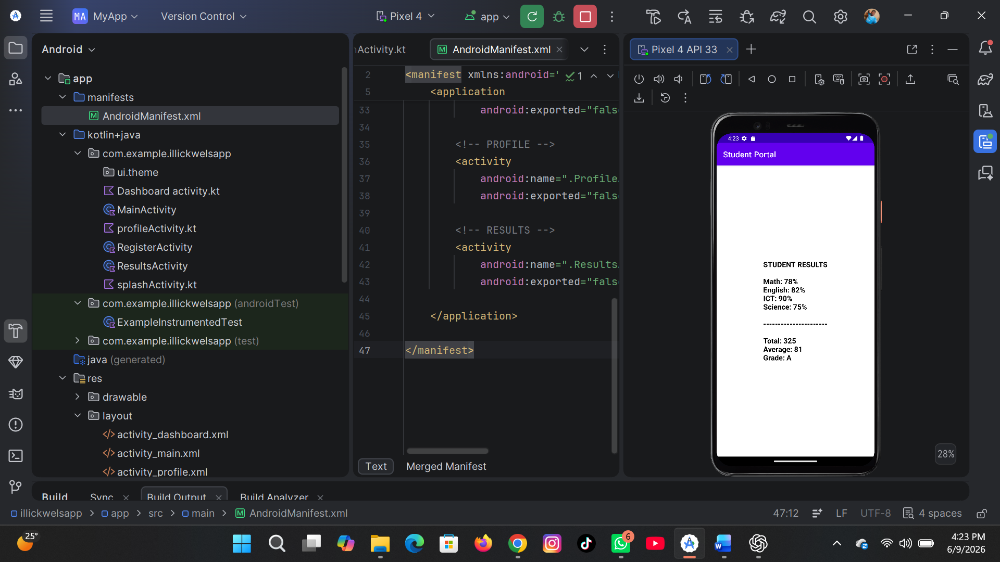 MA MyApp Version Control Pixel 4 app
Android
app
manifests
AndroidManifest.xml
kotlin+java
com.example.illickwelsapp
ui.theme
Dashboard activity.kt
MainActivity
profileActivity.kt
RegisterActivity
ResultsActivity
splashActivity.kt
com.example.illickwelsapp (androidTest)
ExampleInstrumentedTest
com.example.illickwelsapp (test)
java (generated)
res
drawable
layout
activity_dashboard.xml
activity_main.xml
activity_profile.xml
Activity.kt AndroidManifest.xml
2 <manifest xmlns:android=' 1
5 <application
33 android:exported="fals
34
35 <!-- PROFILE -->
36 <activity
37 android:name=".Profile.
38 android:exported="fals
39
40 <!-- RESULTS -->
41 <activity
42 android:name=".Results.
43 android:exported="fals
44
45 </application>
46
47 </manifest>
Text Merged Manifest
Pixel 4 API 33
4:23
Student Portal
STUDENT RESULTS
Math: 78%
English: 82%
ICT: 90%
Science: 75%
----------------------
Total: 325
Average: 81
Grade: A
28%
Build Sync Build Output Build Analyzer
illickwelsapp > app > src > main > AndroidManifest.xml 47:12 LF UTF-8 4 spaces
25°
6
4:23 PM
6/9/2026